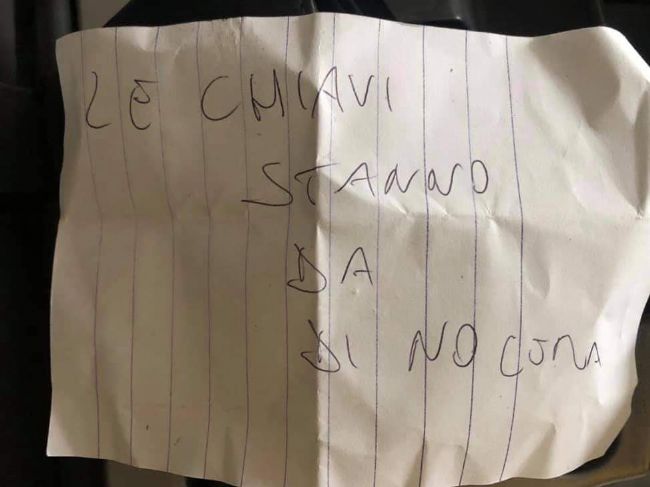 LE CHIAVI
STANNO
DA
DI NOCERA